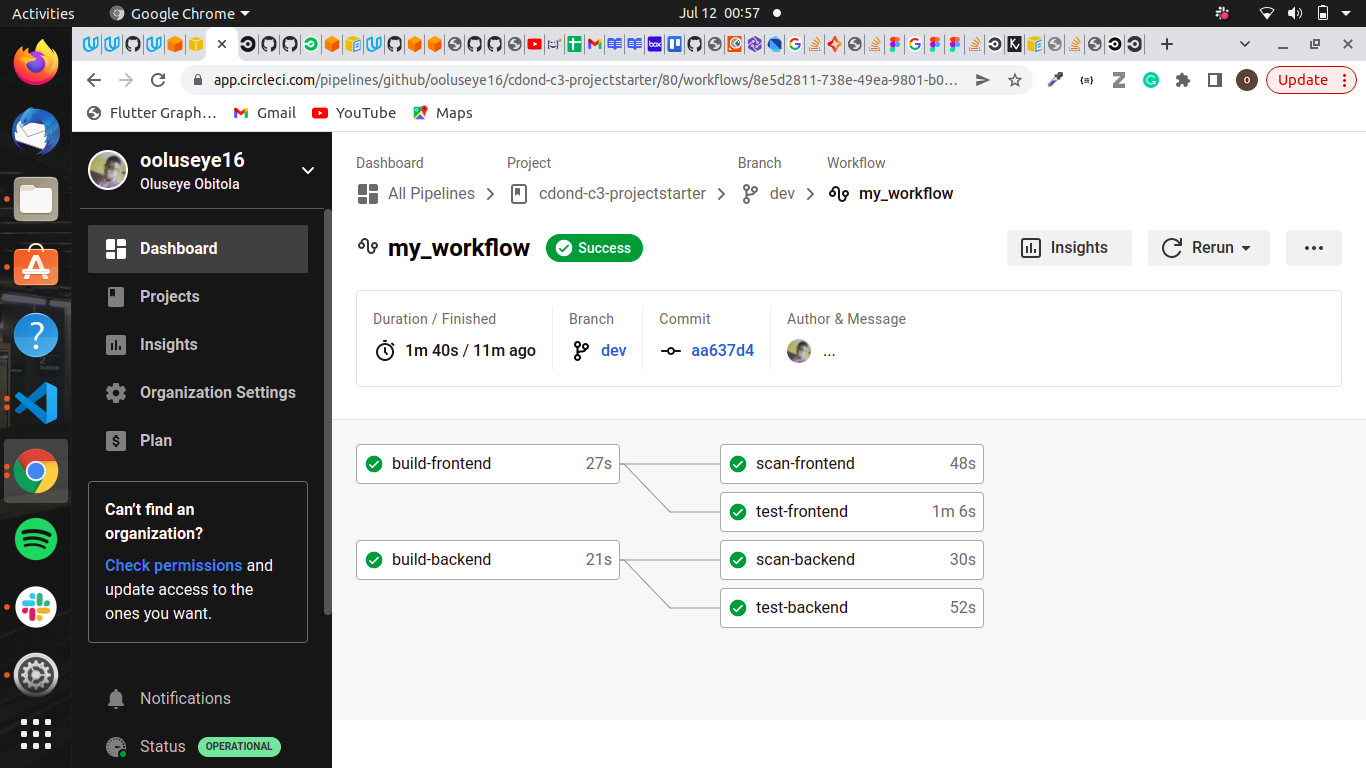 Activities
Google Chrome
Jul 12 00:57
app.circleci.com/pipelines/github/ooluseye16/cdond-c3-projectstarter/80/workflows/8e5d2811-738e-49ea-9801-b0…
O
Update
Flutter Graph…
Gmail
YouTube
Maps
ooluseye16
Oluseye Obitola
Dashboard
Projects
Insights
Organization Settings
Plan
Can't find an
organization?
Check permissions and
update access to the
ones you want.
Notifications
Status OPERATIONAL
Dashboard Project Branch Workflow
All Pipelines cdond-c3-projectstarter dev my_workflow
my_workflow Success
Insights Rerun
Duration / Finished Branch Commit Author & Message
1m 40s / 11m ago dev aa637d4 ...
build-frontend 27s scan-frontend 48s
test-frontend 1m 6s
build-backend 21s scan-backend 30s
test-backend 52s